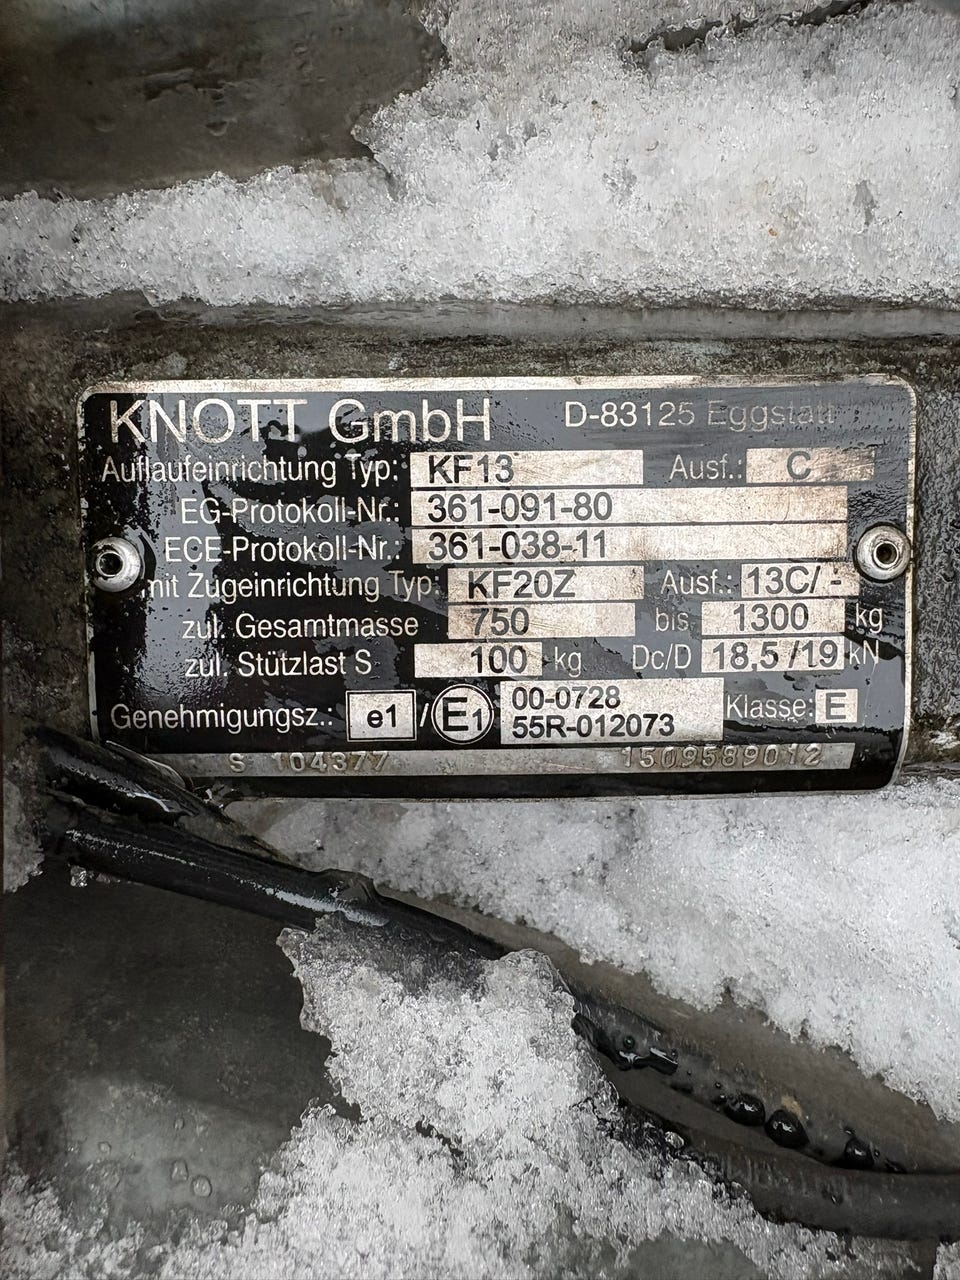 KNOTT GmbH D-83125 Eggstätt
Auflaufeinrichtung Typ: KF13 Ausf.: C
EG-Protokoll-Nr.: 361-091-80
ECE-Protokoll-Nr.: 361-038-11
mit Zugeinrichtung Typ: KF20Z Ausf.: 13C/-
zul. Gesamtmasse 750 bis 1300 kg
zul. Stützlast S 100 kg Dc/D 18,5/19 kN
Genehmigungsz.: e1 / E1 00-0728 Klasse: E
55R-012073
S 104377 1509589012